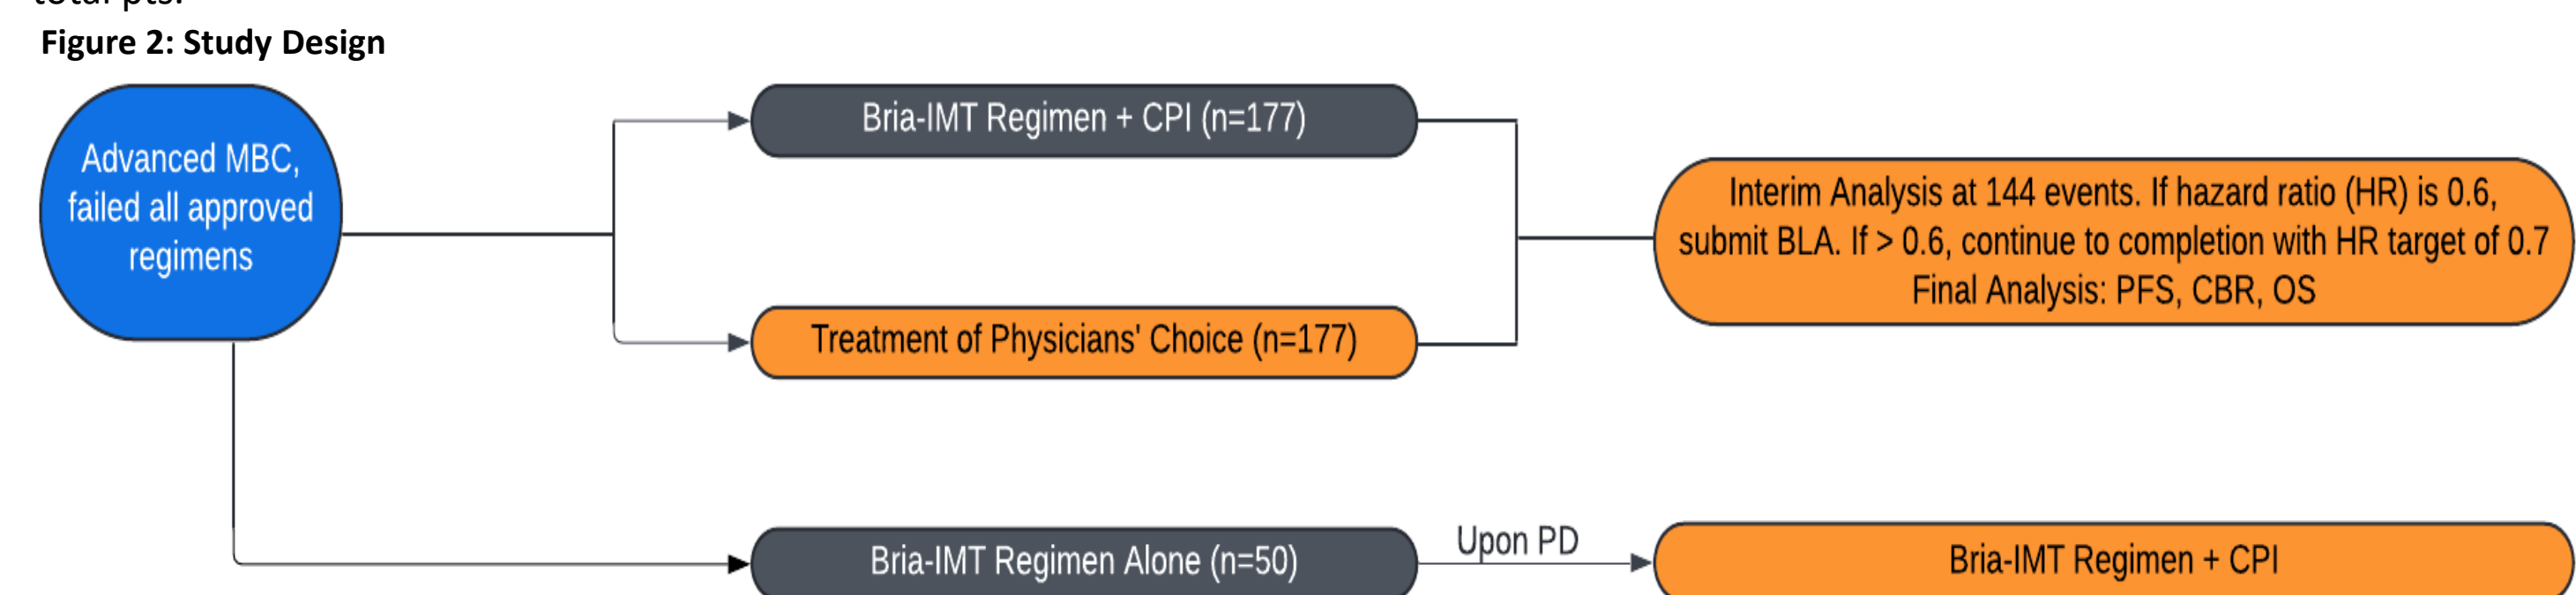 total pts.
Figure 2: Study Design
Advanced MBC,
failed all approved
regimens
Bria-IMT Regimen + CPI (n=177)
Treatment of Physicians' Choice (n=177)
Interim Analysis at 144 events. If hazard ratio (HR) is 0.6,
submit BLA. If > 0.6, continue to completion with HR target of 0.7
Final Analysis: PFS, CBR, OS
Bria-IMT Regimen Alone (n=50)
Upon PD
Bria-IMT Regimen + CPI